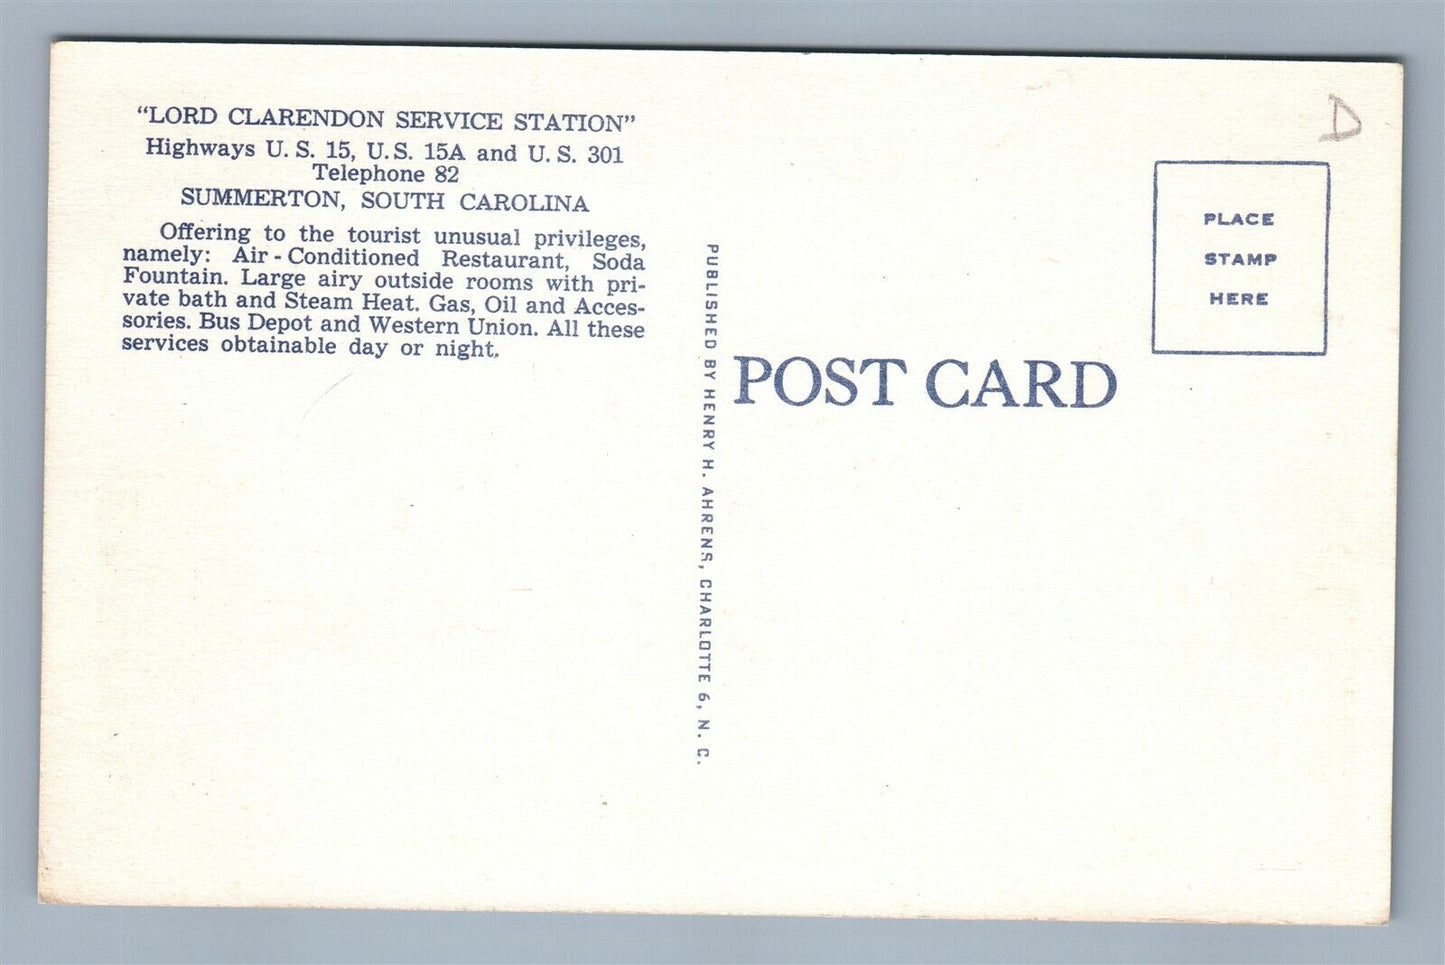 "LORD CLARENDON SERVICE STATION"
Highways U. S. 15, U. S. 15A and U. S. 301
Telephone 82
SUMMERTON, SOUTH CAROLINA
Offering to the tourist unusual privileges,
namely: Air - Conditioned Restaurant, Soda
Fountain. Large airy outside rooms with pri-
vate bath and Steam Heat. Gas, Oil and Acces-
sories. Bus Depot and Western Union. All these
services obtainable day or night.
PUBLISHED BY HENRY H. AHRENS, CHARLOTTE 6, N. C.
POST CARD
D
PLACE
STAMP
HERE